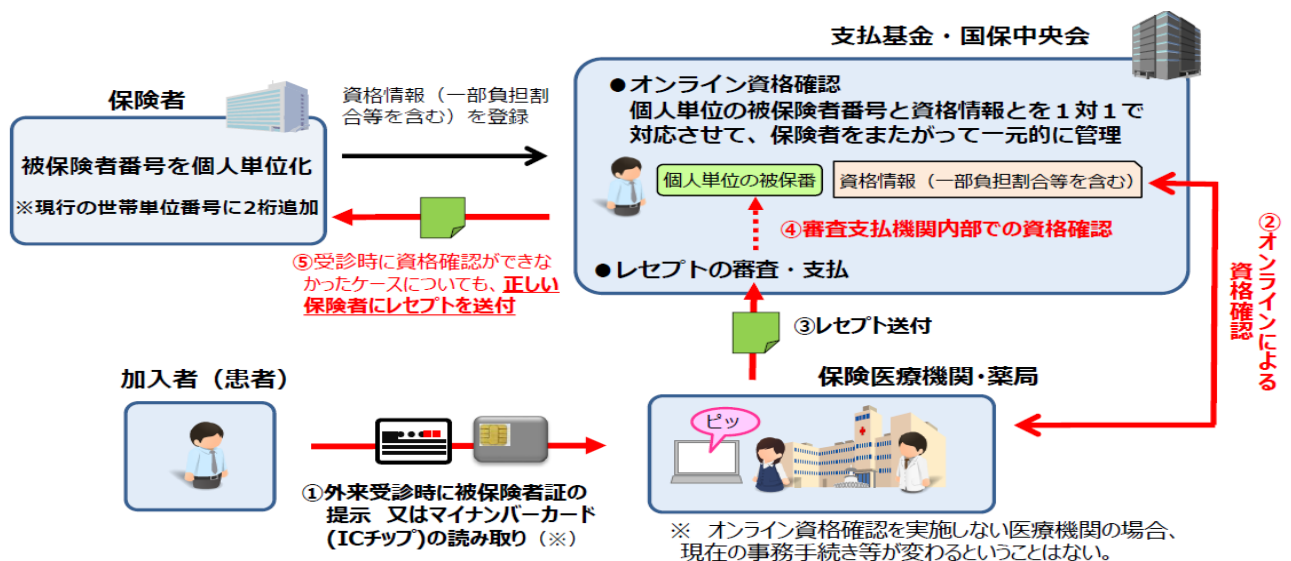 支払基金・国保中央会
●オンライン資格確認
個人単位の被保険者番号と資格情報とを１対１で
対応させて、保険者をまたがって一元的に管理
個人単位の被保番
資格情報（一部負担割合等を含む）
④審査支払機関内部での資格確認
●レセプトの審査・支払
保険者
被保険者番号を個人単位化
※現行の世帯単位番号に2桁追加
資格情報（一部負担割
合等を含む）を登録
⑤受診時に資格確認ができな
かったケースについても、正しい
保険者にレセプトを送付
②オンラインによる
資格確認
③レセプト送付
加入者（患者）
①外来受診時に被保険者証の
提示　又はマイナンバーカード
(ICチップ)の読み取り（※）
保険医療機関・薬局
ピッ
※　オンライン資格確認を実施しない医療機関の場合、
現在の事務手続き等が変わるということはない。